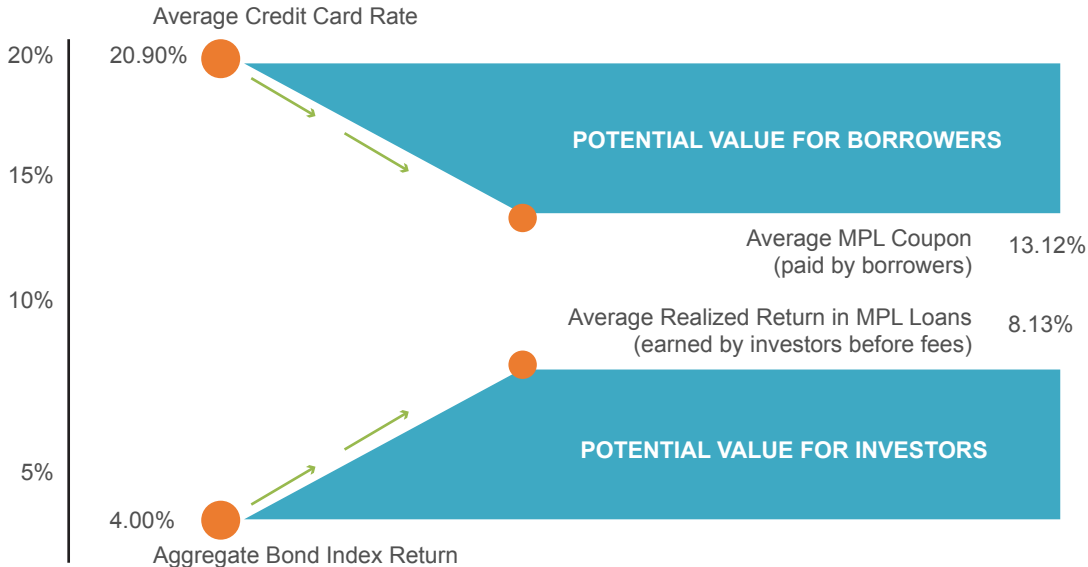 Average Credit Card Rate
20%
20.90%
POTENTIAL VALUE FOR BORROWERS
15%
Average MPL Coupon
(paid by borrowers)
13.12%
10%
Average Realized Return in MPL Loans
(earned by investors before fees)
8.13%
5%
POTENTIAL VALUE FOR INVESTORS
4.00%
Aggregate Bond Index Return